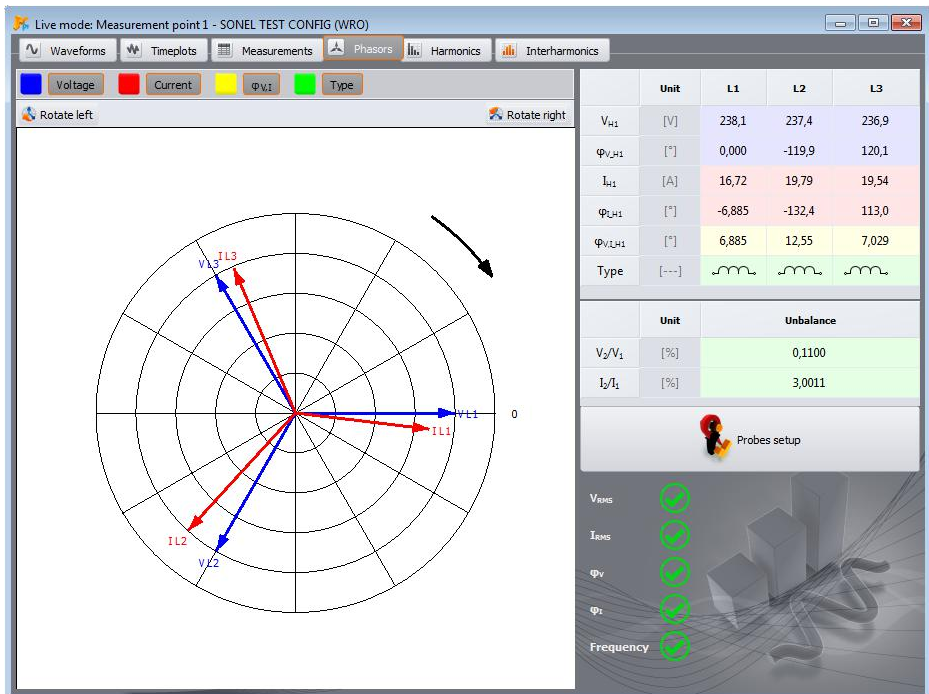 Live mode: Measurement point 1 - SONEL TEST CONFIG (WRO)
Waveforms Timeplots Measurements Phasors Harmonics Interharmonics
Voltage Current φV,I Type
Rotate left Rotate right
IL3
VL3
VL1 0
IL1
IL2
VL2
Unit L1 L2 L3
VH1 [V] 238,1 237,4 236,9
φV_H1 [°] 0,000 -119,9 120,1
IH1 [A] 16,72 19,79 19,54
φI_H1 [°] -6,885 -132,4 113,0
φV,I_H1 [°] 6,885 12,55 7,029
Type [---]
Unit Unbalance
V2/V1 [%] 0,1100
I2/I1 [%] 3,0011
Probes setup
VRMS
IRMS
φV
φI
Frequency